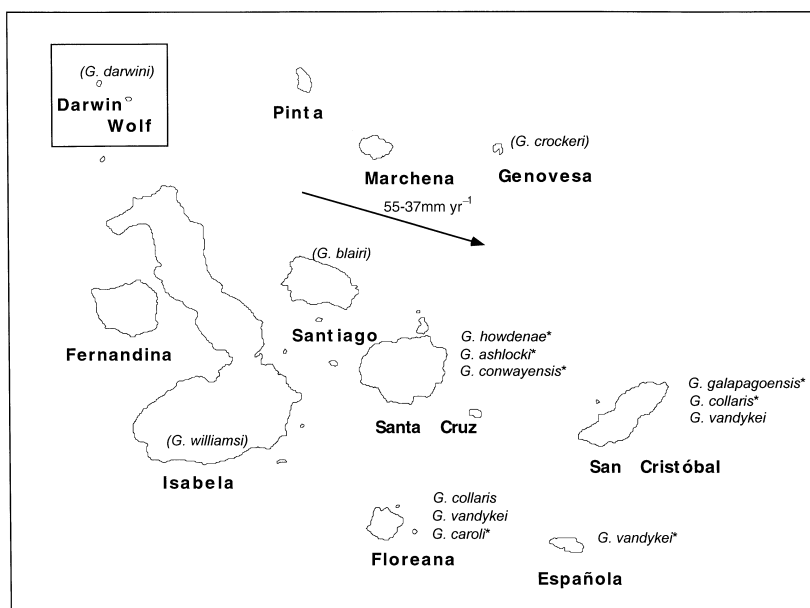 (G. darwini)
Darwin
Wolf
Pinta
Marchena
(G. crockeri)
Genovesa
55-37mm yr⁻¹
(G. blairi)
Santiago
Fernandina
G. howdenae*
G. ashlocki*
G. conwayensis*
Santa Cruz
G. galapagoensis*
G. collaris*
G. vandykei
San Cristóbal
(G. williamsi)
Isabela
G. collaris
G. vandykei
G. caroli*
Floreana
G. vandykei*
Española